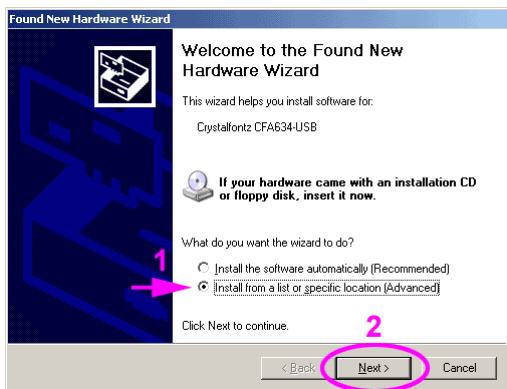 Found New Hardware Wizard
Welcome to the Found New
Hardware Wizard
This wizard helps you install software for:
Crystalfontz CFA634-USB
If your hardware came with an installation CD
or floppy disk, insert it now.
What do you want the wizard to do?
1
Install the software automatically (Recommended)
Install from a list or specific location (Advanced)
Click Next to continue.
2
< Back
Next >
Cancel